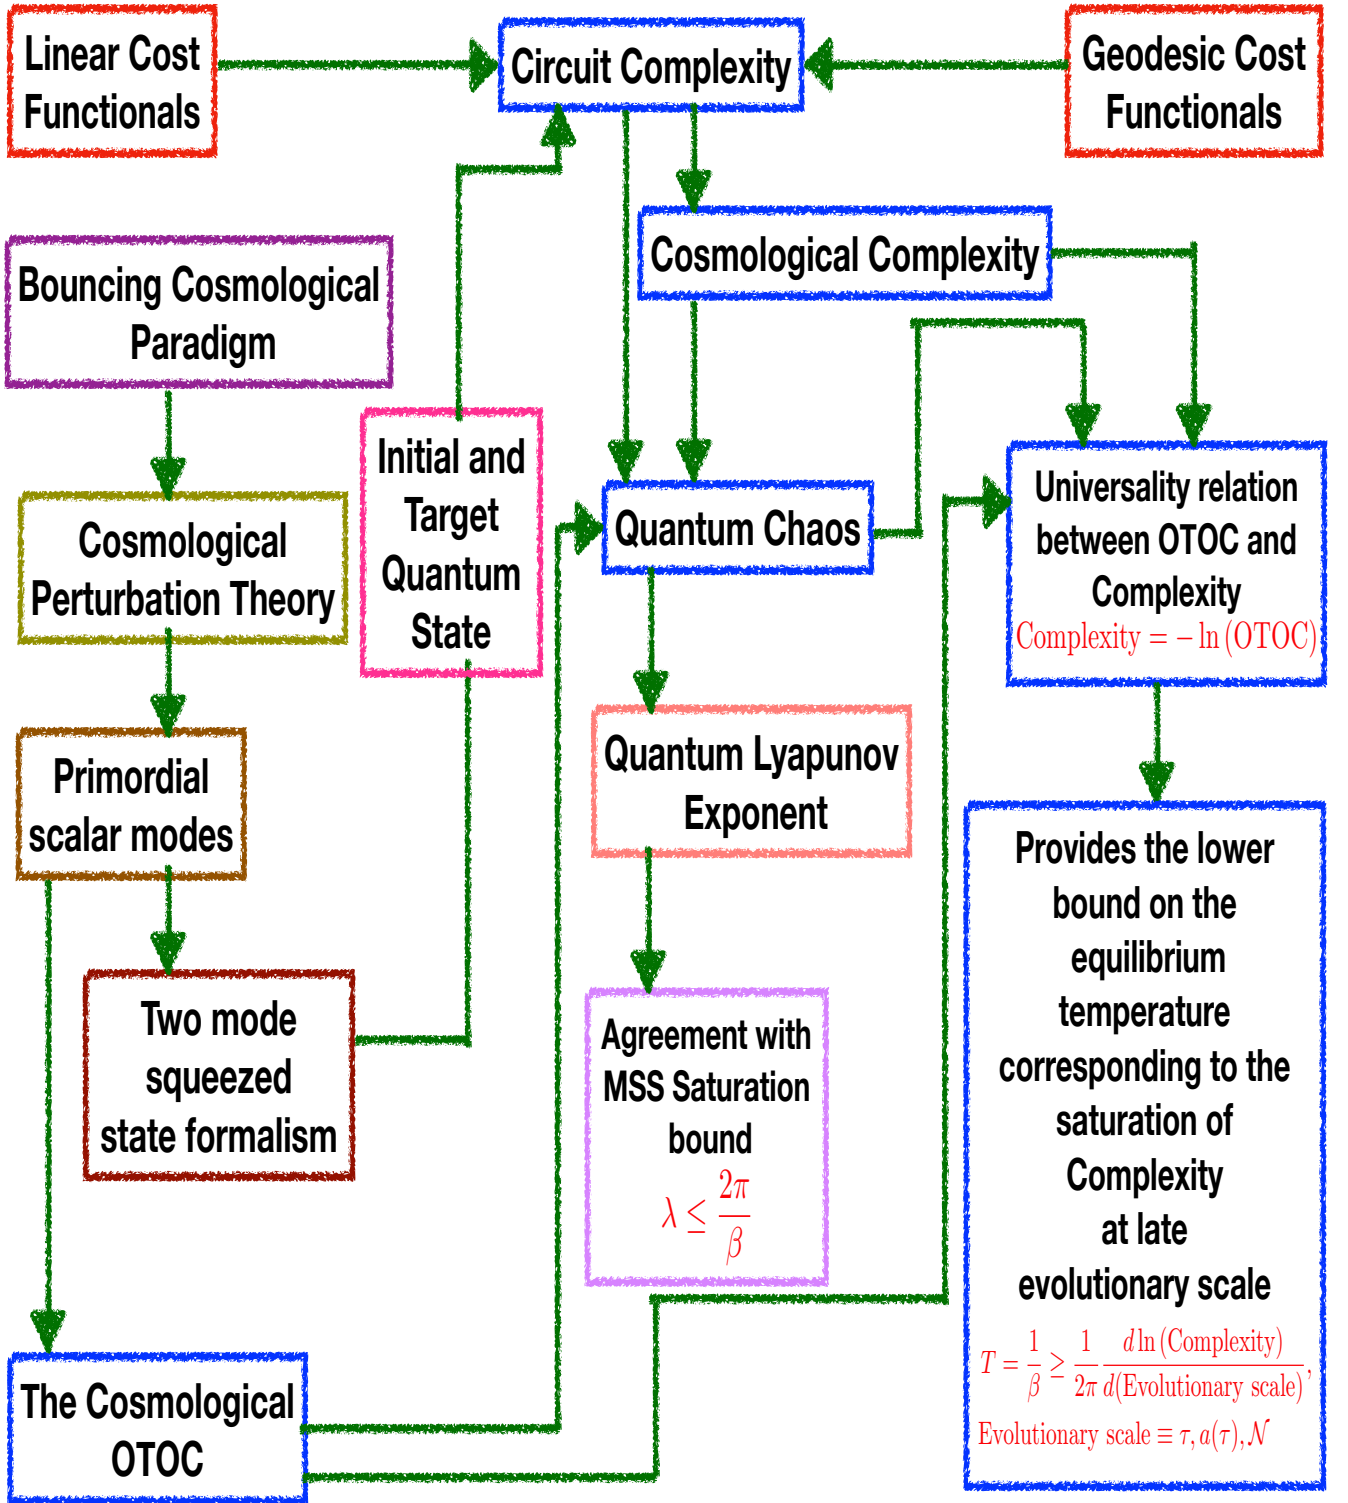 Linear Cost
Functionals
Circuit Complexity
Geodesic Cost
Functionals
Cosmological Complexity
Bouncing Cosmological
Paradigm
Initial and
Target
Quantum
State
Cosmological
Perturbation Theory
Quantum Chaos
Universality relation
between OTOC and
Complexity
Complexity = − ln (OTOC)
Primordial
scalar modes
Quantum Lyapunov
Exponent
Two mode
squeezed
state formalism
Agreement with
MSS Saturation
bound
λ ≤ 2π/β
Provides the lower
bound on the
equilibrium
temperature
corresponding to the
saturation of
Complexity
at late
evolutionary scale
T = 1/β ≥ 1/2π d ln (Complexity)/d(Evolutionary scale),
Evolutionary scale ≡ τ, a(τ), 𝒩
The Cosmological
OTOC